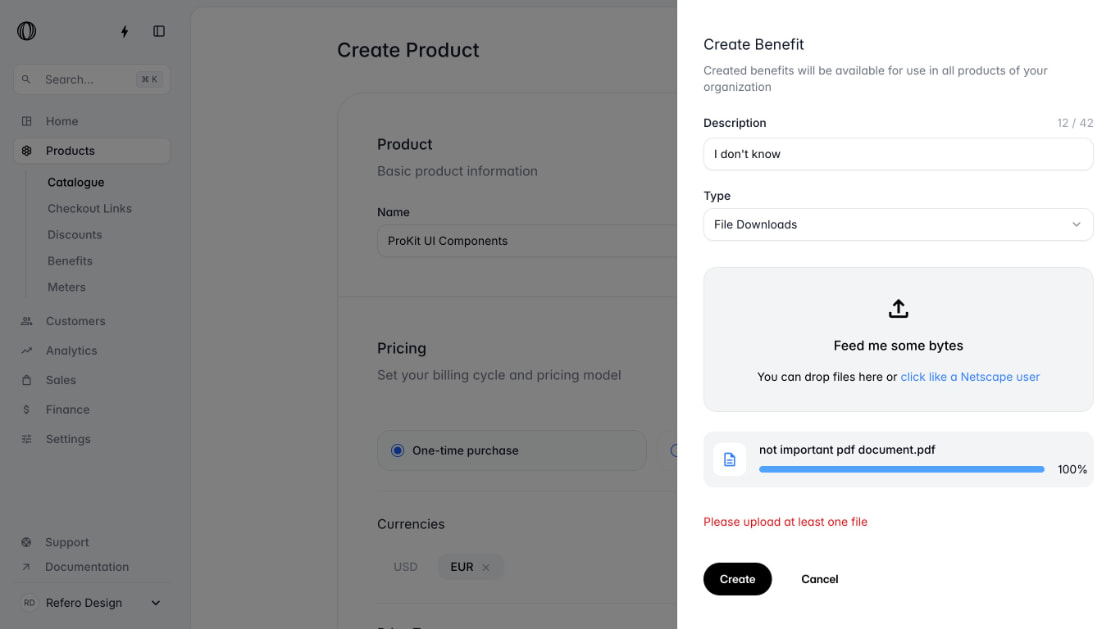 Search...
⌘ K
Home
Products
Catalogue
Checkout Links
Discounts
Benefits
Meters
Customers
Analytics
Sales
Finance
Settings
Support
Documentation
RD
Refero Design
Create Product
Product
Basic product information
Name
ProKit UI Components
Pricing
Set your billing cycle and pricing model
One-time purchase
Currencies
USD
EUR
Create Benefit
Created benefits will be available for use in all products of your
organization
Description
12 / 42
I don't know
Type
File Downloads
Feed me some bytes
You can drop files here or click like a Netscape user
not important pdf document.pdf
100%
Please upload at least one file
Create
Cancel